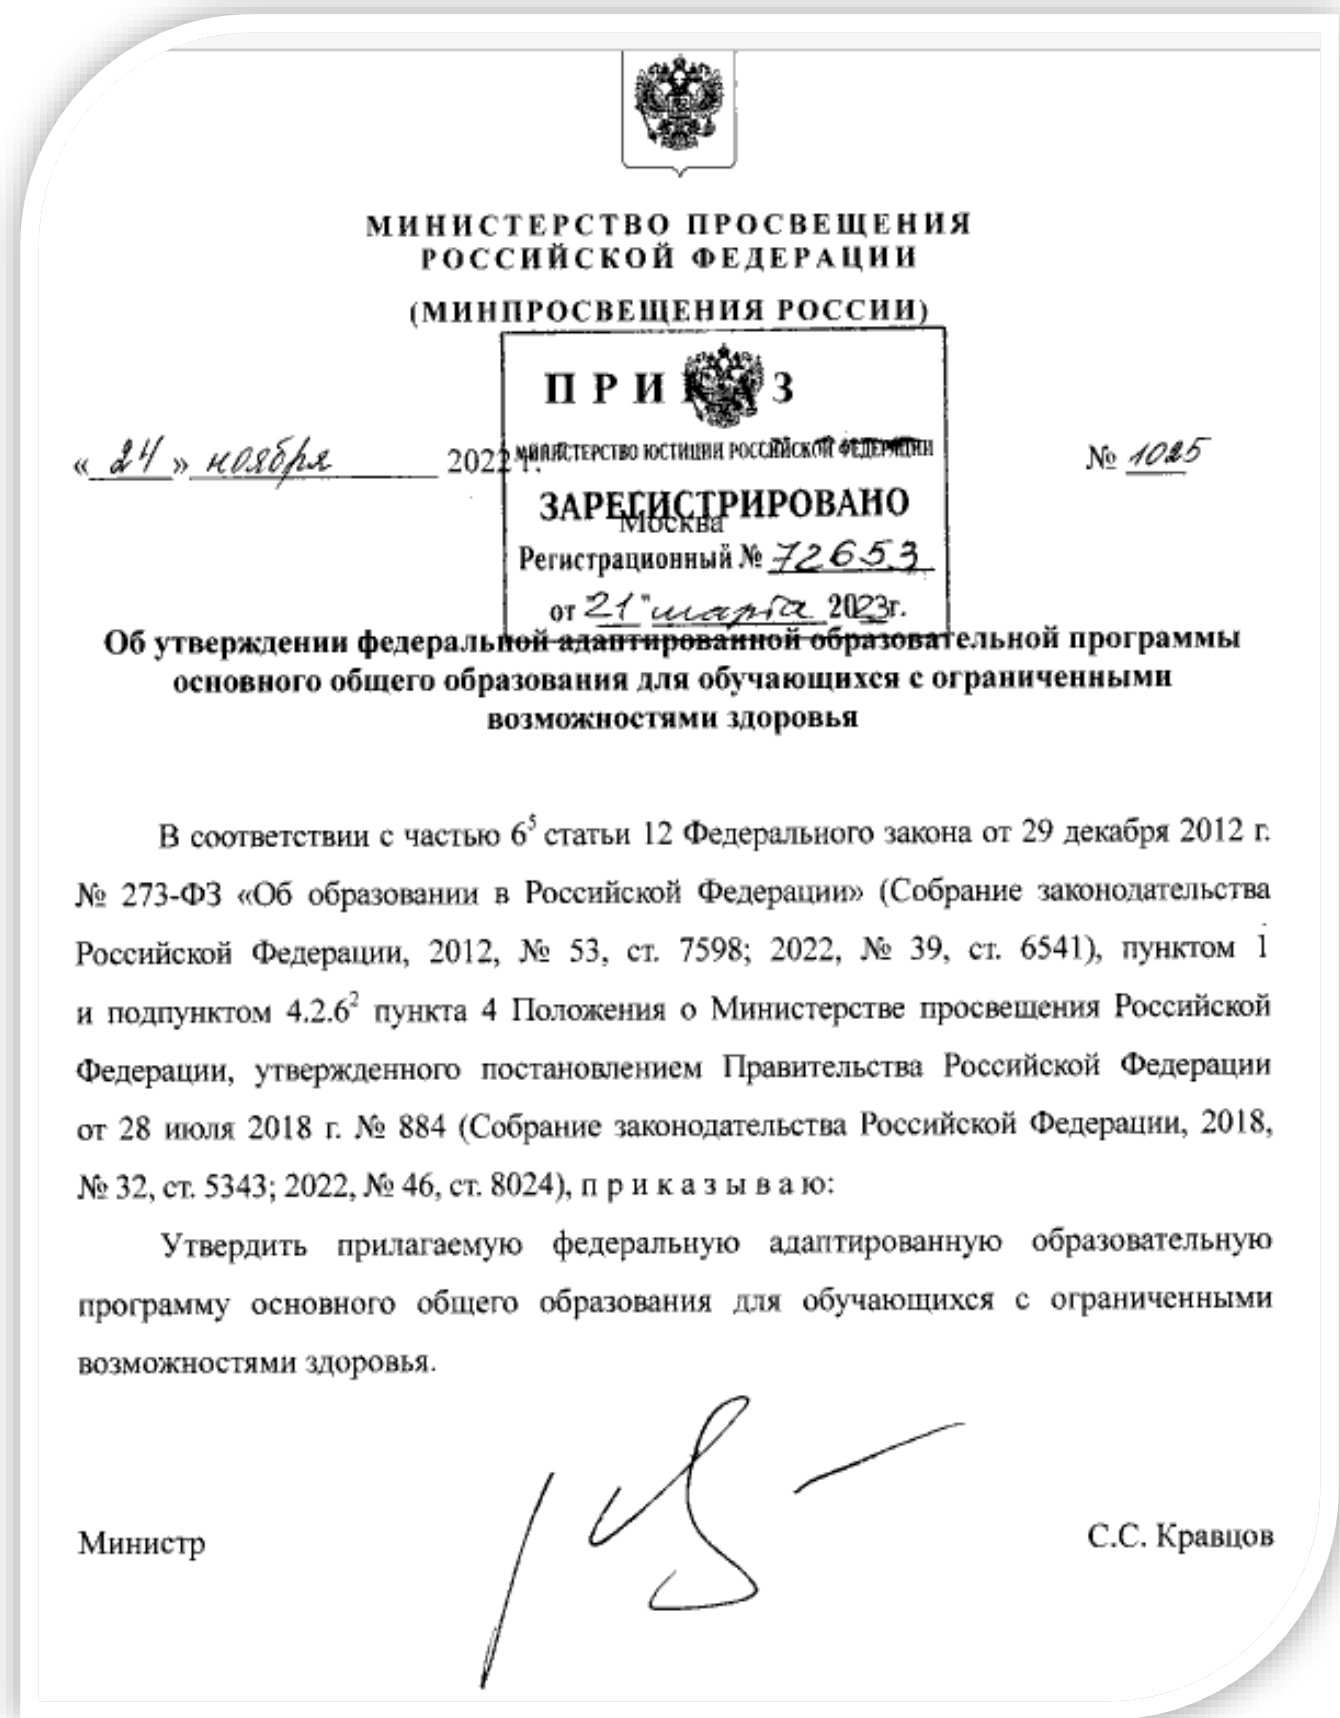 МИНИСТЕРСТВО ПРОСВЕЩЕНИЯ
РОССИЙСКОЙ ФЕДЕРАЦИИ
(МИНПРОСВЕЩЕНИЯ РОССИИ)
ПРИКАЗ
МИНИСТЕРСТВО ЮСТИЦИИ РОССИЙСКОЙ ФЕДЕРАЦИИ
« 24 » ноября 2022 г. № 1025
ЗАРЕГИСТРИРОВАНО
Москва
Регистрационный № 72653
от "21" марта 2023г.
Об утверждении федеральной адаптированной образовательной программы
основного общего образования для обучающихся с ограниченными
возможностями здоровья
В соответствии с частью 6⁵ статьи 12 Федерального закона от 29 декабря 2012 г.
№ 273-ФЗ «Об образовании в Российской Федерации» (Собрание законодательства
Российской Федерации, 2012, № 53, ст. 7598; 2022, № 39, ст. 6541), пунктом 1
и подпунктом 4.2.6² пункта 4 Положения о Министерстве просвещения Российской
Федерации, утвержденного постановлением Правительства Российской Федерации
от 28 июля 2018 г. № 884 (Собрание законодательства Российской Федерации, 2018,
№ 32, ст. 5343; 2022, № 46, ст. 8024), п р и к а з ы в а ю:
Утвердить прилагаемую федеральную адаптированную образовательную
программу основного общего образования для обучающихся с ограниченными
возможностями здоровья.
Министр С.С. Кравцов